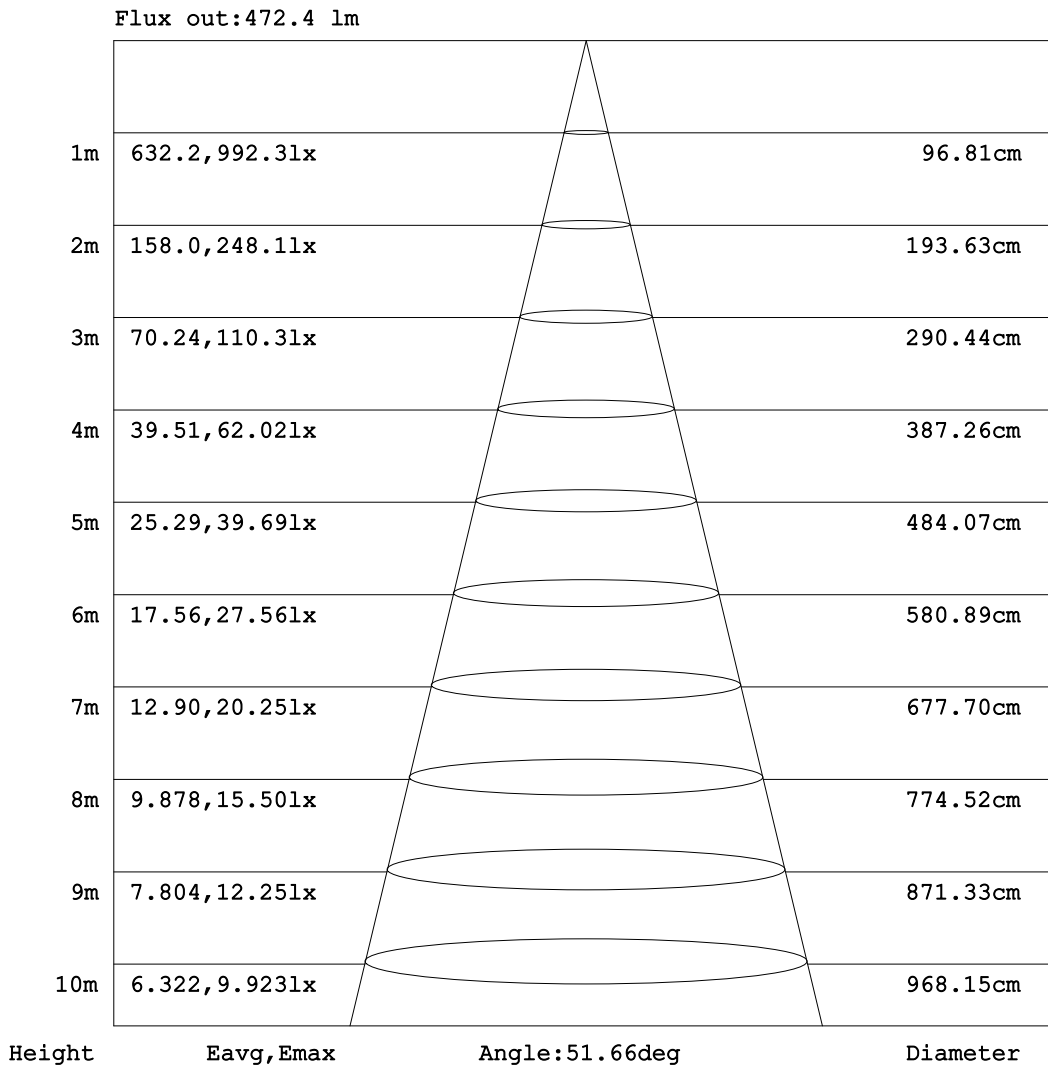 Flux out:472.4 lm
1m 632.2,992.3lx 96.81cm
2m 158.0,248.1lx 193.63cm
3m 70.24,110.3lx 290.44cm
4m 39.51,62.02lx 387.26cm
5m 25.29,39.69lx 484.07cm
6m 17.56,27.56lx 580.89cm
7m 12.90,20.25lx 677.70cm
8m 9.878,15.50lx 774.52cm
9m 7.804,12.25lx 871.33cm
10m 6.322,9.923lx 968.15cm
Height Eavg,Emax Angle:51.66deg Diameter